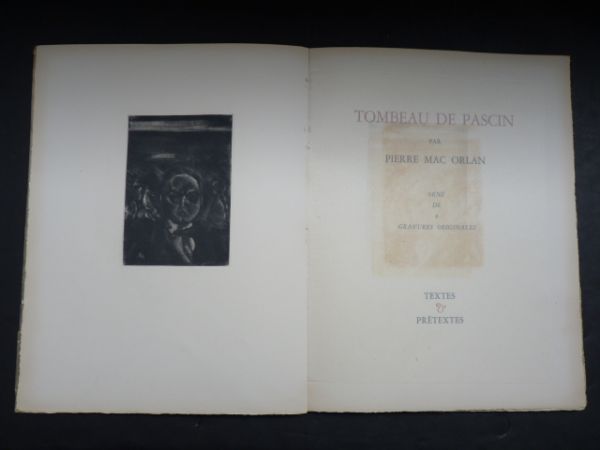 TOMBEAU DE PASCIN
PAR
PIERRE MAC ORLAN
ORNÉ
DE
GRAVURES ORIGINALES
TEXTES
&
PRÉTEXTES